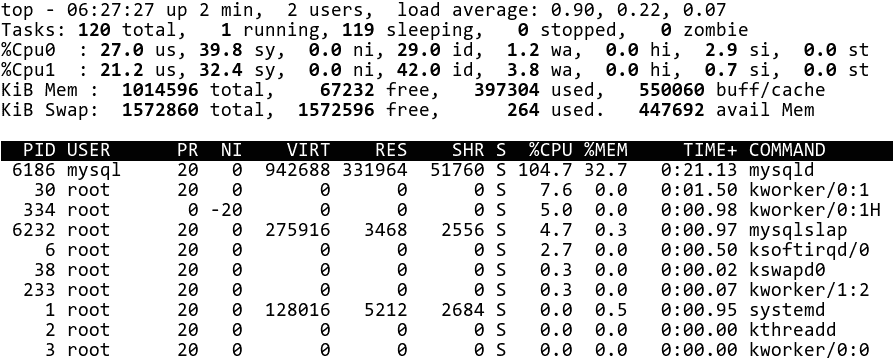 top - 06:27:27 up 2 min,  2 users,  load average: 0.90, 0.22, 0.07
Tasks: 120 total,   1 running, 119 sleeping,   0 stopped,   0 zombie
%Cpu0  : 27.0 us, 39.8 sy,  0.0 ni, 29.0 id,  1.2 wa,  0.0 hi,  2.9 si,  0.0 st
%Cpu1  : 21.2 us, 32.4 sy,  0.0 ni, 42.0 id,  3.8 wa,  0.0 hi,  0.7 si,  0.0 st
KiB Mem :  1014596 total,    67232 free,   397304 used,   550060 buff/cache
KiB Swap:  1572860 total,  1572596 free,      264 used.   447692 avail Mem
  PID USER      PR  NI    VIRT    RES    SHR S  %CPU %MEM     TIME+ COMMAND
 6186 mysql     20   0  942688 331964  51760 S 104.7 32.7   0:21.13 mysqld
   30 root      20   0       0      0      0 S   7.6  0.0   0:01.50 kworker/0:1
  334 root       0 -20       0      0      0 S   5.0  0.0   0:00.98 kworker/0:1H
 6232 root      20   0  275916   3468   2556 S   4.7  0.3   0:00.97 mysqlslap
    6 root      20   0       0      0      0 S   2.7  0.0   0:00.50 ksoftirqd/0
   38 root      20   0       0      0      0 S   0.3  0.0   0:00.02 kswapd0
  233 root      20   0       0      0      0 S   0.3  0.0   0:00.07 kworker/1:2
    1 root      20   0  128016   5212   2684 S   0.0  0.5   0:00.95 systemd
    2 root      20   0       0      0      0 S   0.0  0.0   0:00.00 kthreadd
    3 root      20   0       0      0      0 S   0.0  0.0   0:00.00 kworker/0:0